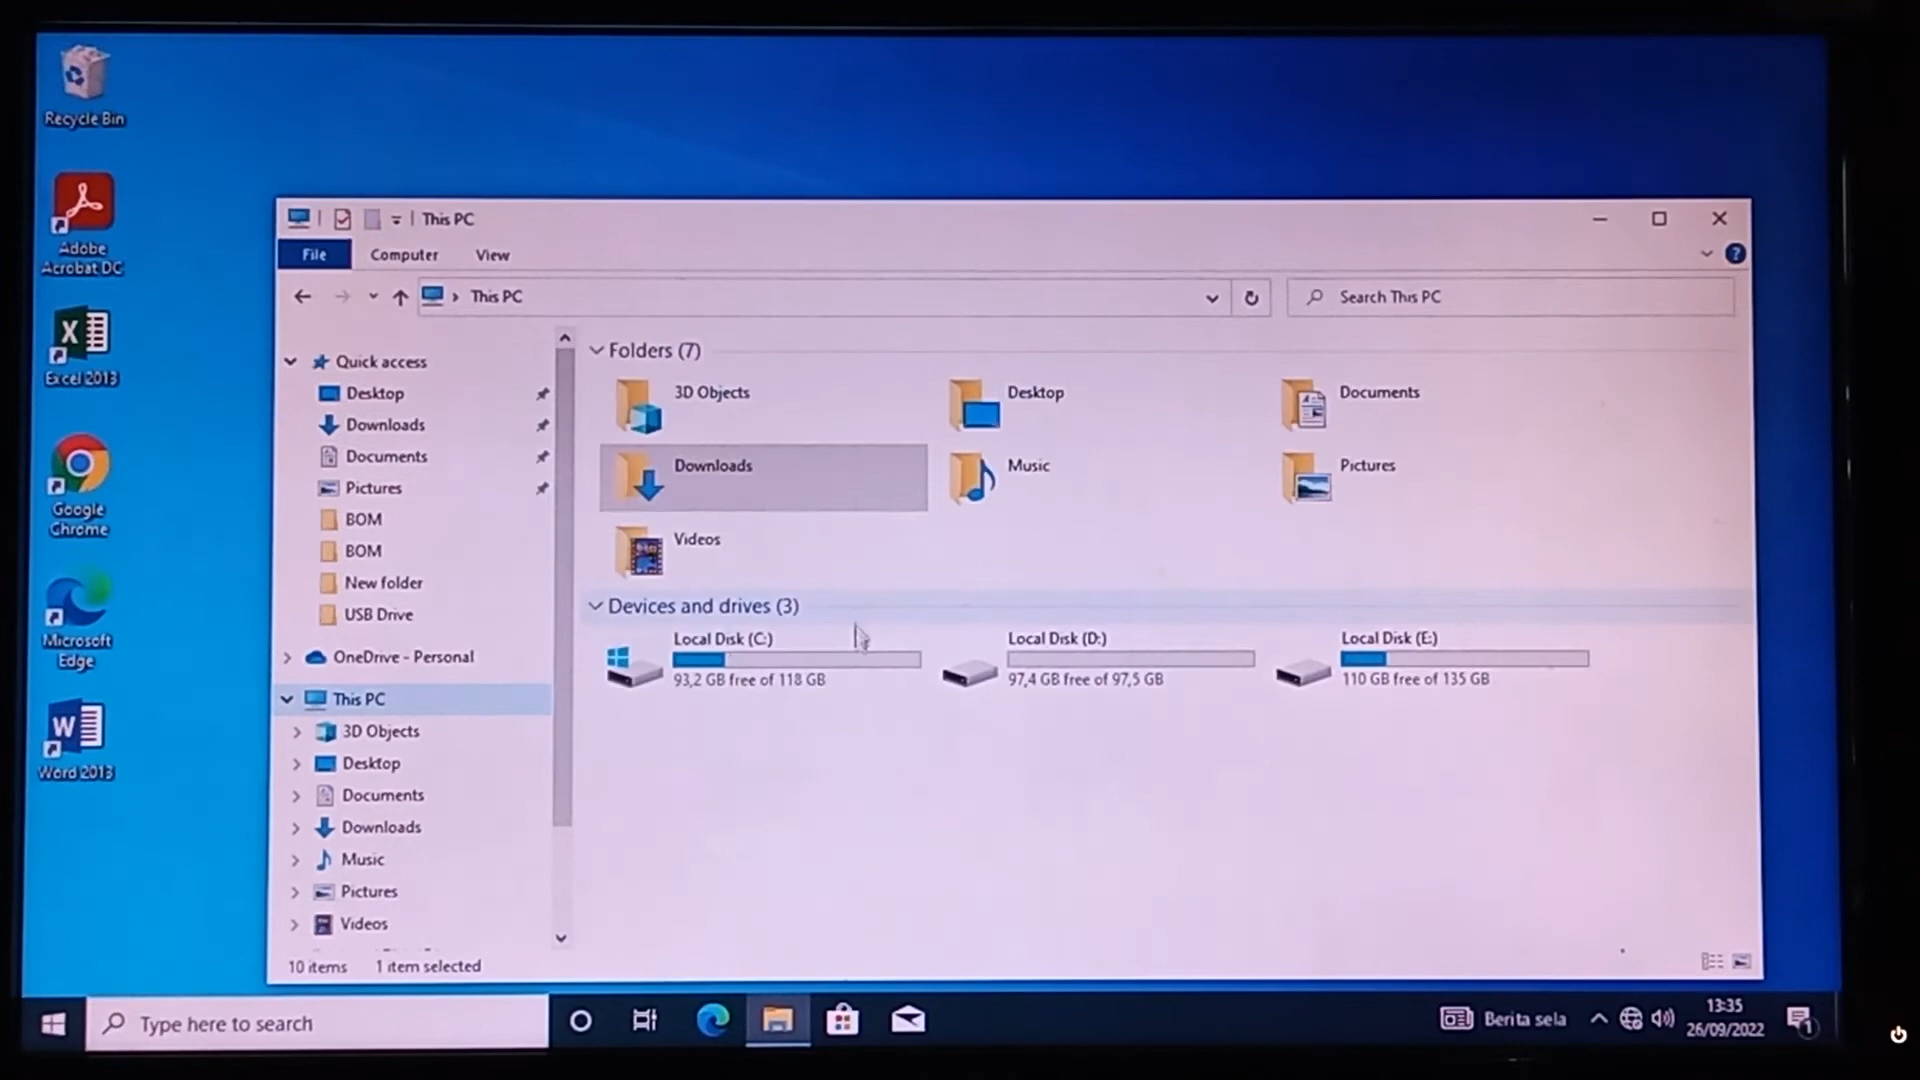 Recycle Bin
Adobe
Acrobat DC
Excel 2013
Google
Chrome
Microsoft
Edge
Word 2013
This PC
File
Computer
View
This PC
Search This PC
Quick access
Desktop
Downloads
Documents
Pictures
BOM
BOM
New folder
USB Drive
OneDrive - Personal
This PC
3D Objects
Desktop
Documents
Downloads
Music
Pictures
Videos
Folders (7)
3D Objects
Desktop
Documents
Downloads
Music
Pictures
Videos
Devices and drives (3)
Local Disk (C:)
93,2 GB free of 118 GB
Local Disk (D:)
97,4 GB free of 97,5 GB
Local Disk (E:)
110 GB free of 135 GB
10 items
1 item selected
Type here to search
Berita sela
13:35
26/09/2022
1